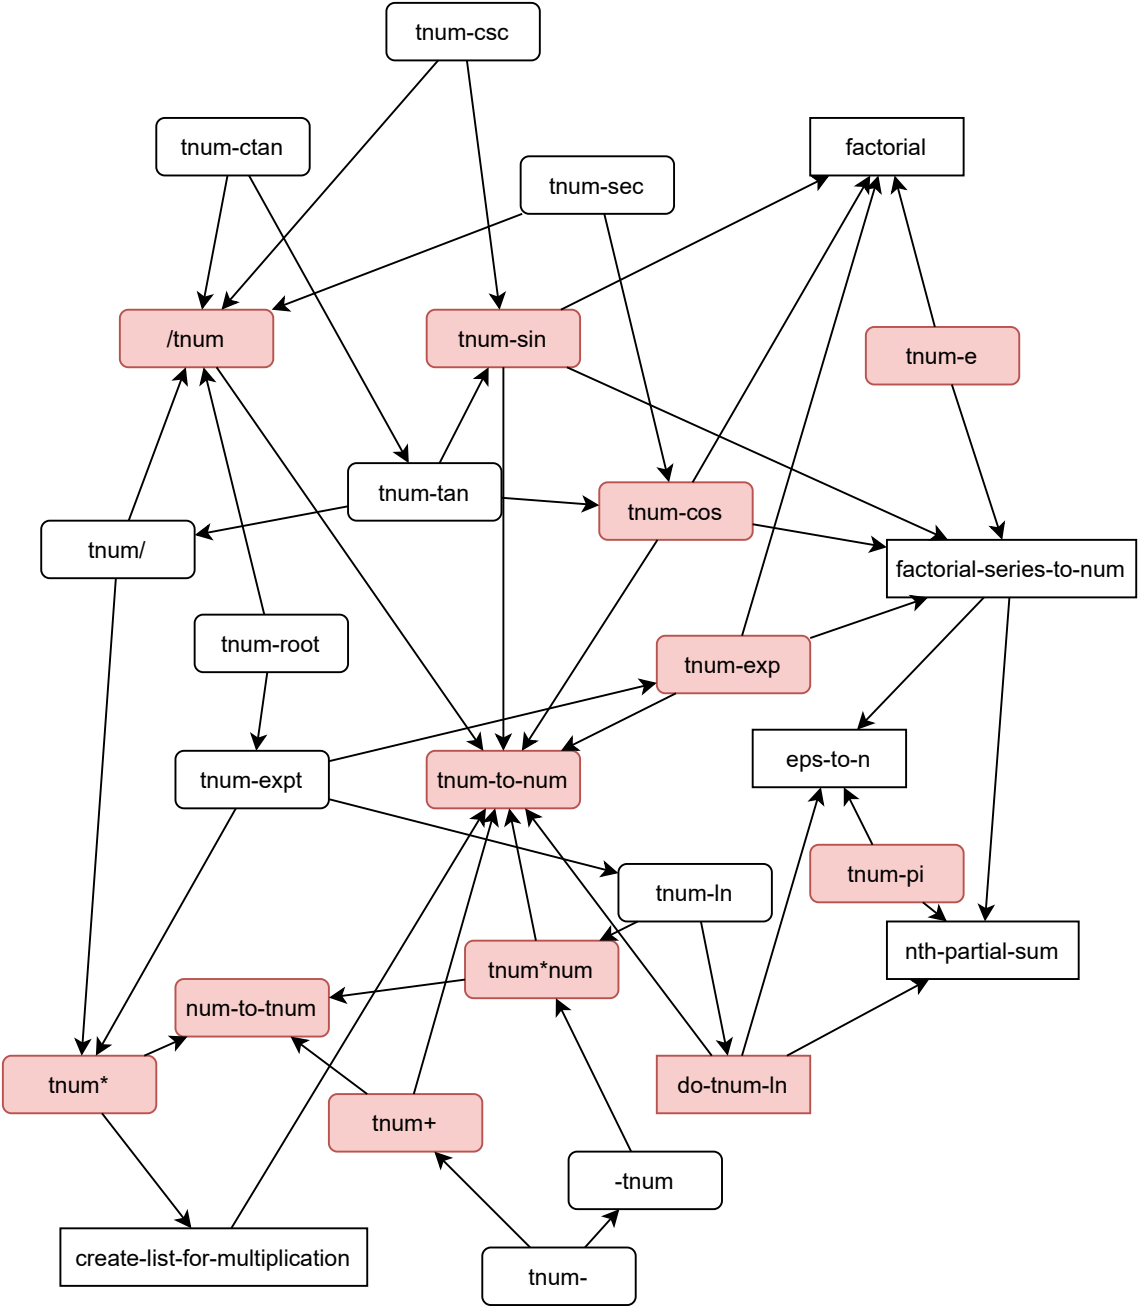 tnum-csc
tnum-ctan
factorial
tnum-sec
/tnum
tnum-sin
tnum-e
tnum-tan
tnum-cos
tnum/
factorial-series-to-num
tnum-root
tnum-exp
eps-to-n
tnum-expt
tnum-to-num
tnum-pi
tnum-ln
nth-partial-sum
tnum*num
num-to-tnum
tnum*
do-tnum-ln
tnum+
-tnum
create-list-for-multiplication
tnum-